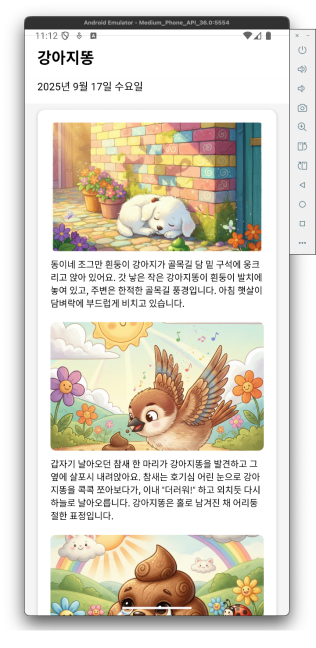 Android Emulator - Medium_Phone_API_36.0:5554
11:12
강아지똥
2025년 9월 17일 수요일
동이네 조그만 흰둥이 강아지가 골목길 담 밑 구석에 웅크
리고 앉아 있어요. 갓 낳은 작은 강아지똥이 흰둥이 발치에
놓여 있고, 주변은 한적한 골목길 풍경입니다. 아침 햇살이
담벼락에 부드럽게 비치고 있습니다.
갑자기 날아오던 참새 한 마리가 강아지똥을 발견하고 그
옆에 살포시 내려앉아요. 참새는 호기심 어린 눈으로 강아
지똥을 콕콕 쪼아보다가, 이내 "더러워!" 하고 외치듯 다시
하늘로 날아오릅니다. 강아지똥은 홀로 남겨진 채 어리둥
절한 표정입니다.